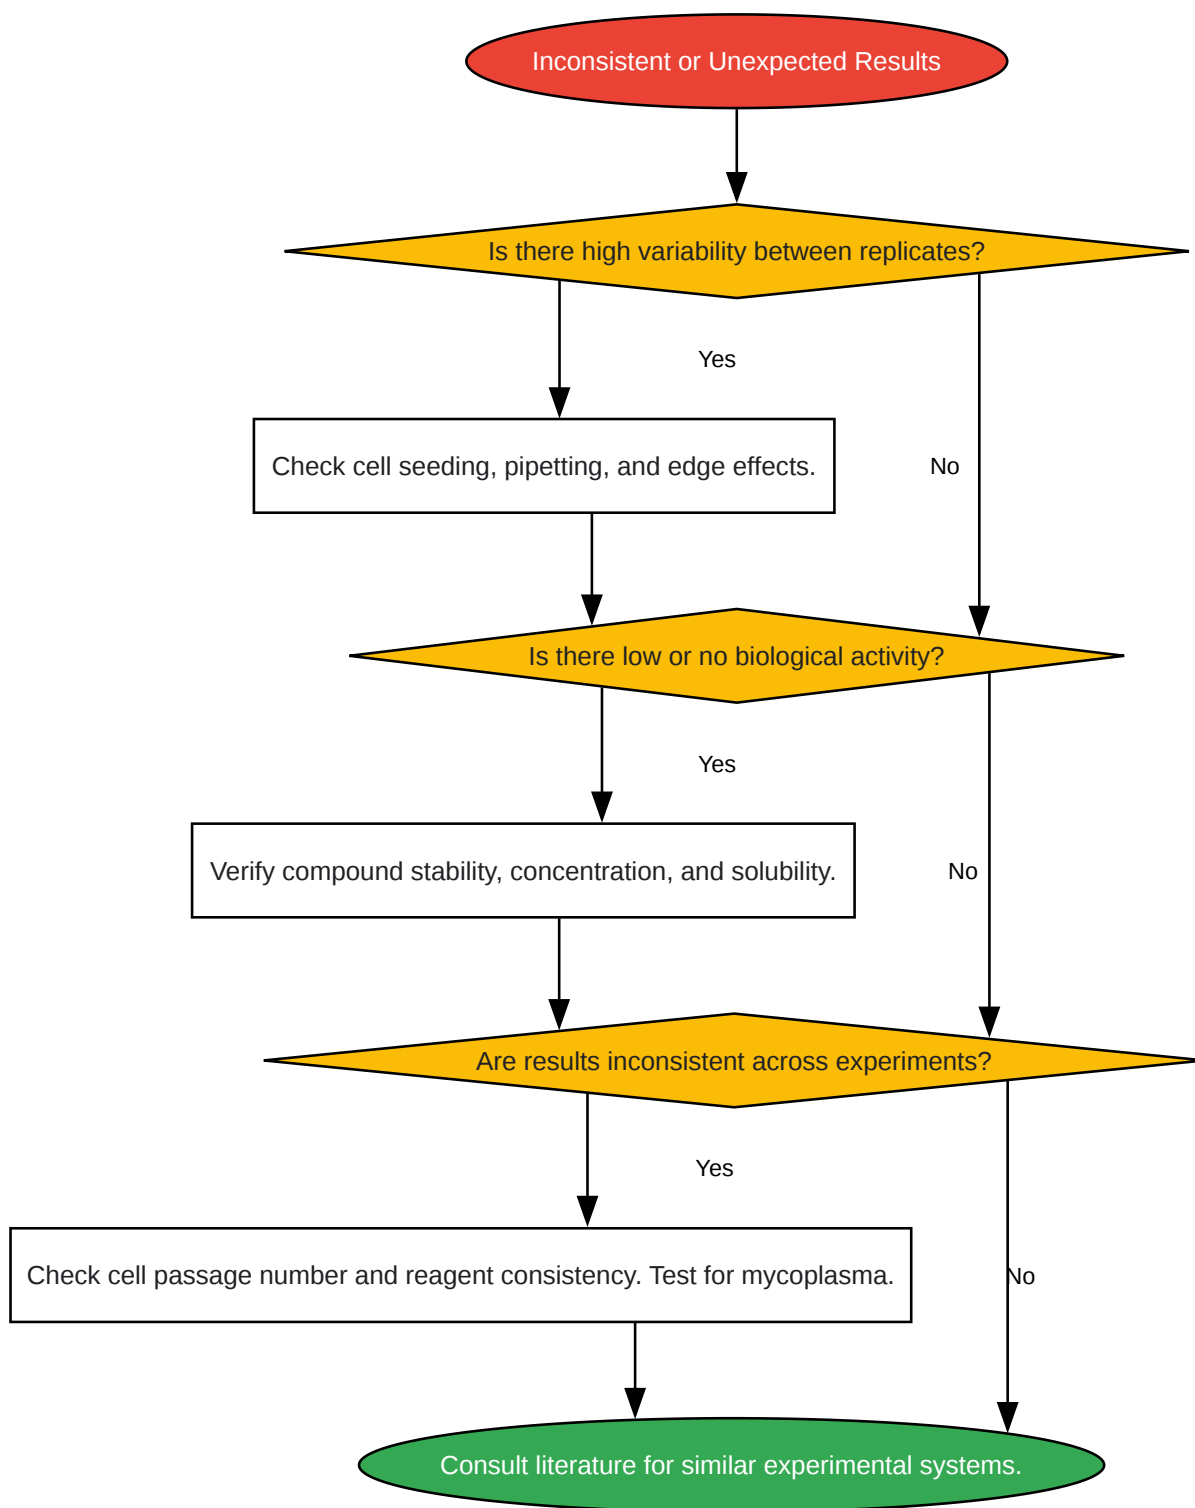 Inconsistent or Unexpected Results
Is there high variability between replicates?
Yes
Check cell seeding, pipetting, and edge effects.
No
Is there low or no biological activity?
Yes
Verify compound stability, concentration, and solubility.
No
Are results inconsistent across experiments?
Yes
Check cell passage number and reagent consistency. Test for mycoplasma.
No
Consult literature for similar experimental systems.